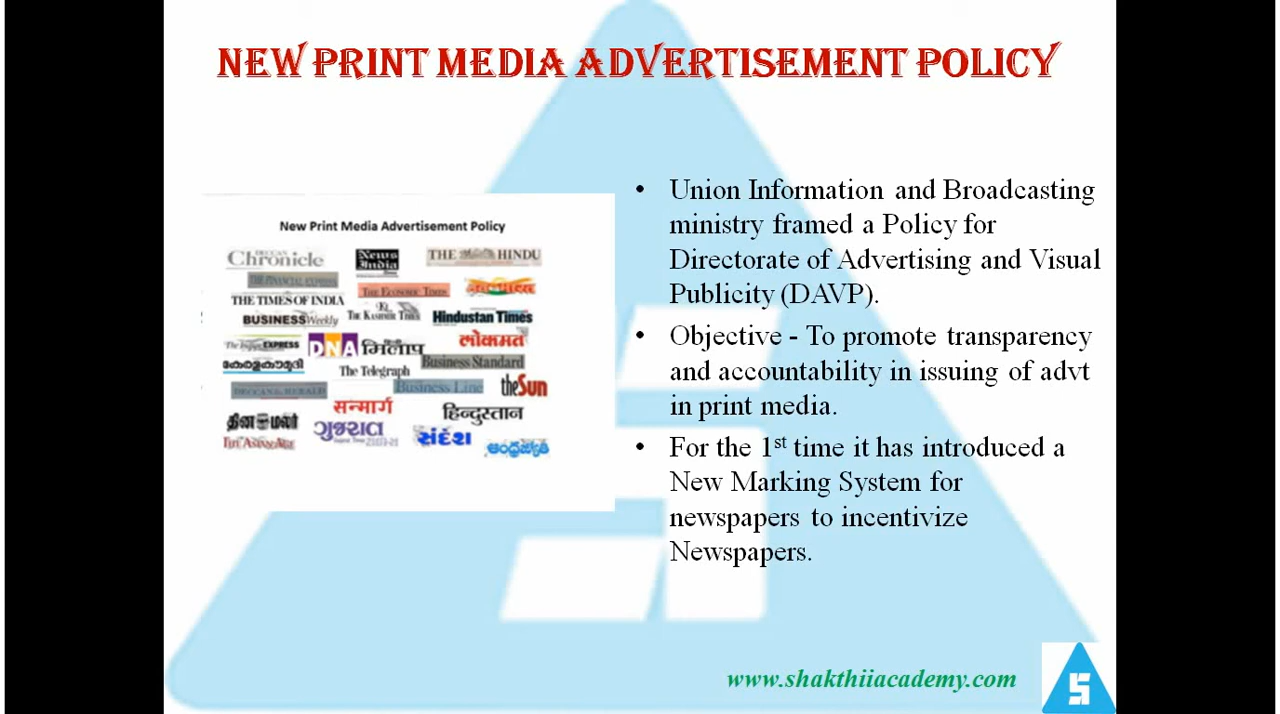 NEW PRINT MEDIA ADVERTISEMENT POLICY
New Print Media Advertisement Policy
DECCAN
Chronicle
News
India
THE HINDU
THE FINANCIAL EXPRESS
THE ECONOMIC TIMES
THE TIMES OF INDIA
BUSINESS Weekly
Hindustan Times
The Indian EXPRESS
DNA
मिलाप
लोकमत
കേരളകൗമുദി
The Telegraph
Business Standard
DECCAN HERALD
Business Line
theSun
सन्मार्ग
हिन्दुस्तान
தினமலர்
ગુજરાત
સંદેશ
ఆంధ్రజ్యోతి
• Union Information and Broadcasting
ministry framed a Policy for
Directorate of Advertising and Visual
Publicity (DAVP).
• Objective - To promote transparency
and accountability in issuing of advt
in print media.
• For the 1st time it has introduced a
New Marking System for
newspapers to incentivize
Newspapers.
www.shakthiiacademy.com
S